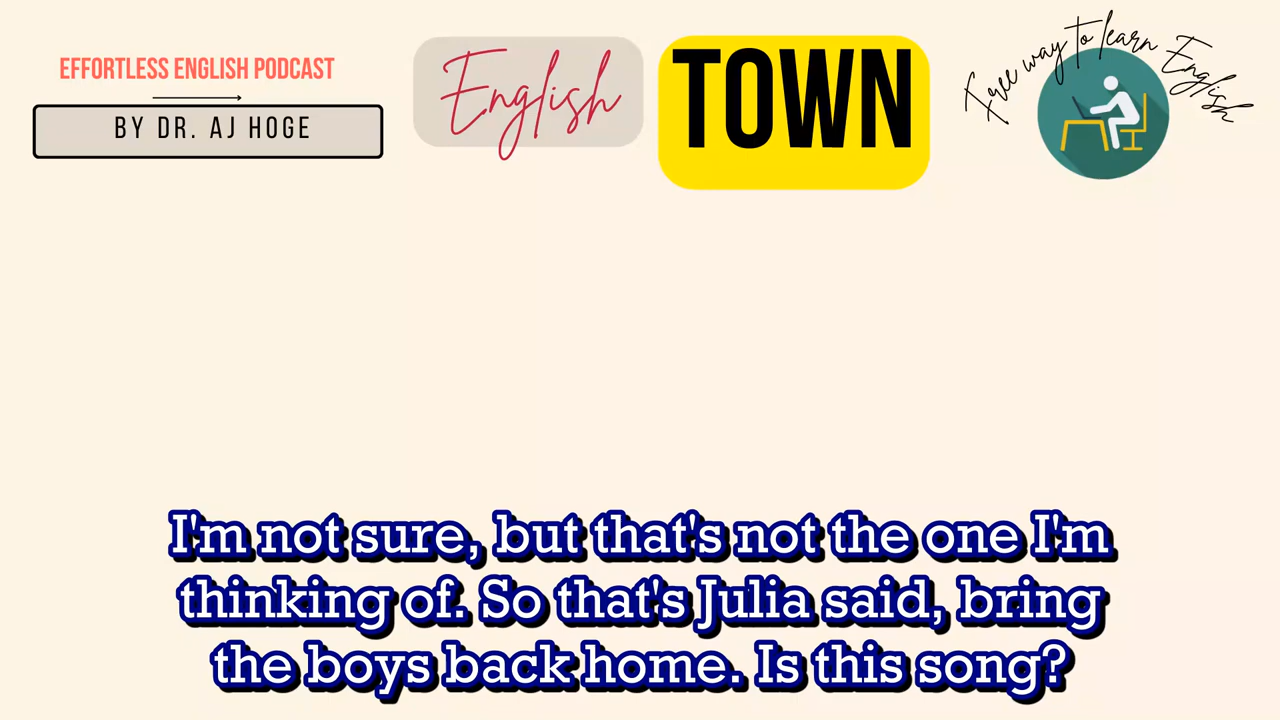 EFFORTLESS ENGLISH PODCAST
BY DR. AJ HOGE
English
TOWN
Free way to learn English
I'm not sure, but that's not the one I'm
thinking of. So that's Julia said, bring
the boys back home. Is this song?